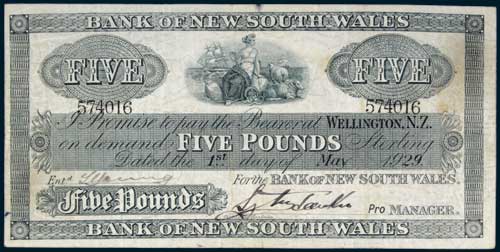 BANK OF NEW SOUTH WALES
FIVE FIVE
574016 574016
I Promise to pay the Bearer at WELLINGTON, N.Z.
on demand FIVE POUNDS Sterling
Dated the 1st day of May 1929.
Entd For the BANK OF NEW SOUTH WALES.
Five Pounds
Pro MANAGER.
BANK OF NEW SOUTH WALES